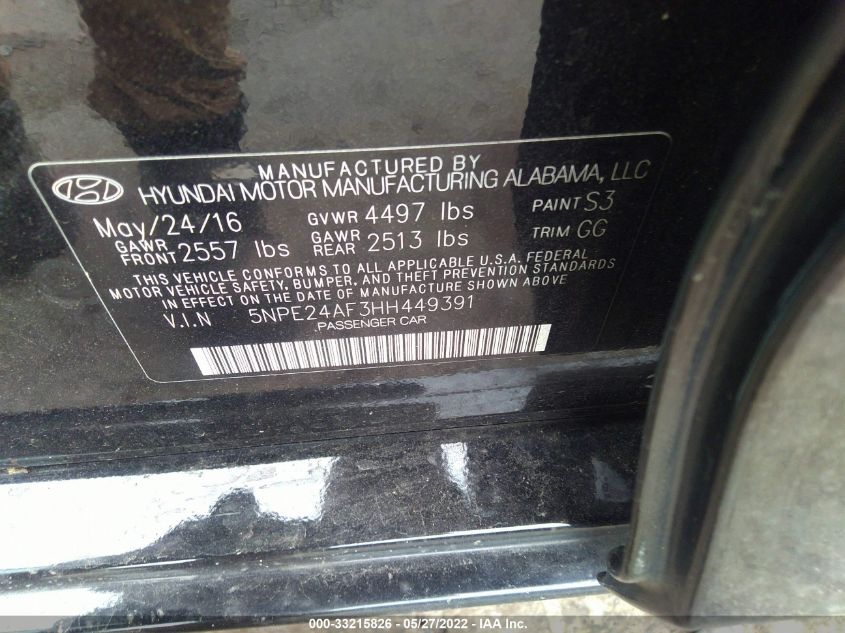 MANUFACTURED BY
HYUNDAI MOTOR MANUFACTURING ALABAMA, LLC
May/24/16 GVWR 4497 lbs PAINT S3
GAWR FRONT 2557 lbs GAWR REAR 2513 lbs TRIM GG
THIS VEHICLE CONFORMS TO ALL APPLICABLE U.S.A. FEDERAL
MOTOR VEHICLE SAFETY, BUMPER, AND THEFT PREVENTION STANDARDS
IN EFFECT ON THE DATE OF MANUFACTURE SHOWN ABOVE
V.I.N 5NPE24AF3HH449391
PASSENGER CAR
000-33215826 - 05/27/2022 - IAA Inc.